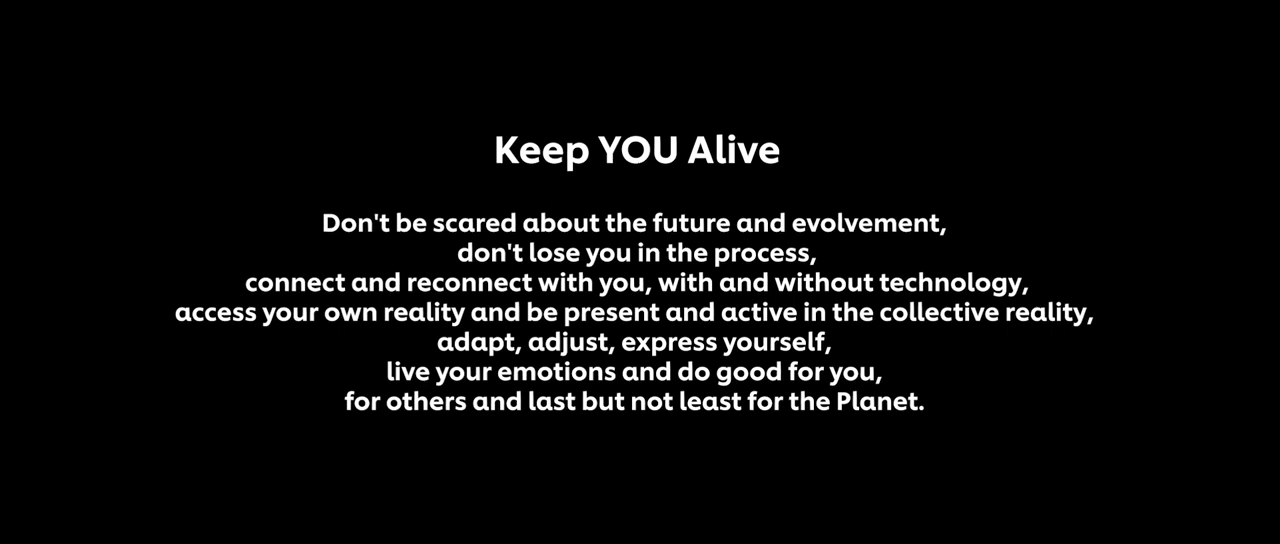 Keep YOU Alive
Don't be scared about the future and evolvement,
don't lose you in the process,
connect and reconnect with you, with and without technology,
access your own reality and be present and active in the collective reality,
adapt, adjust, express yourself,
live your emotions and do good for you,
for others and last but not least for the Planet.